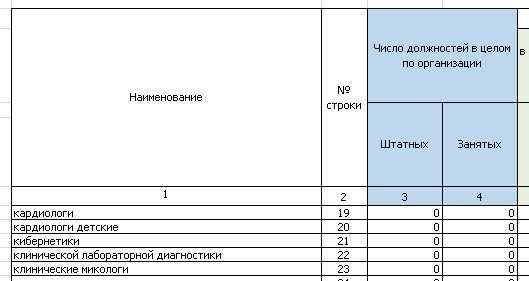 Наименование
№
строки
Число должностей в целом
по организации
в
Штатных
Занятых
1 2 3 4
кардиологи 19 0 0
кардиологи детские 20 0 0
кибернетики 21 0 0
клинической лабораторной диагностики 22 0 0
клинические микологи 23 0 0